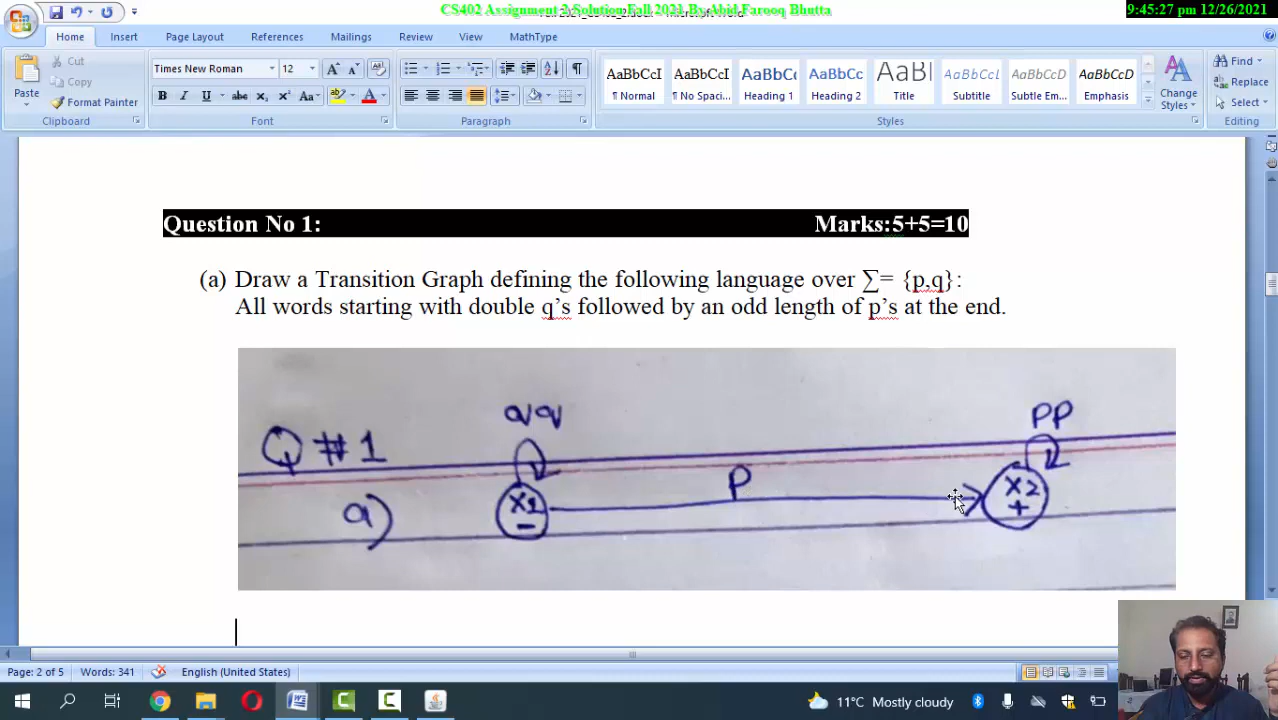 CS402 Assignment 2 Solution Fall 2021 By Abid Farooq Bhutta
9:45:27 pm 12/26/2021
Home Insert Page Layout References Mailings Review View MathType
Paste
Cut
Copy
Format Painter
Clipboard
Times New Roman 12
Font
Paragraph
AaBbCcI AaBbCcI AaBbCcI AaBbCc AaBI AaBbCcL AaBbCcD AaBbCcD
¶ Normal ¶ No Spaci... Heading 1 Heading 2 Title Subtitle Subtle Em... Emphasis
Change Styles
Styles
Find
Replace
Select
Editing
Question No 1: Marks:5+5=10
(a) Draw a Transition Graph defining the following language over ∑= {p,q}:
All words starting with double q’s followed by an odd length of p’s at the end.
Q # 1
a)
qq
X1
-
P
PP
X2
+
Page: 2 of 5 Words: 341 English (United States)
11°C Mostly cloudy